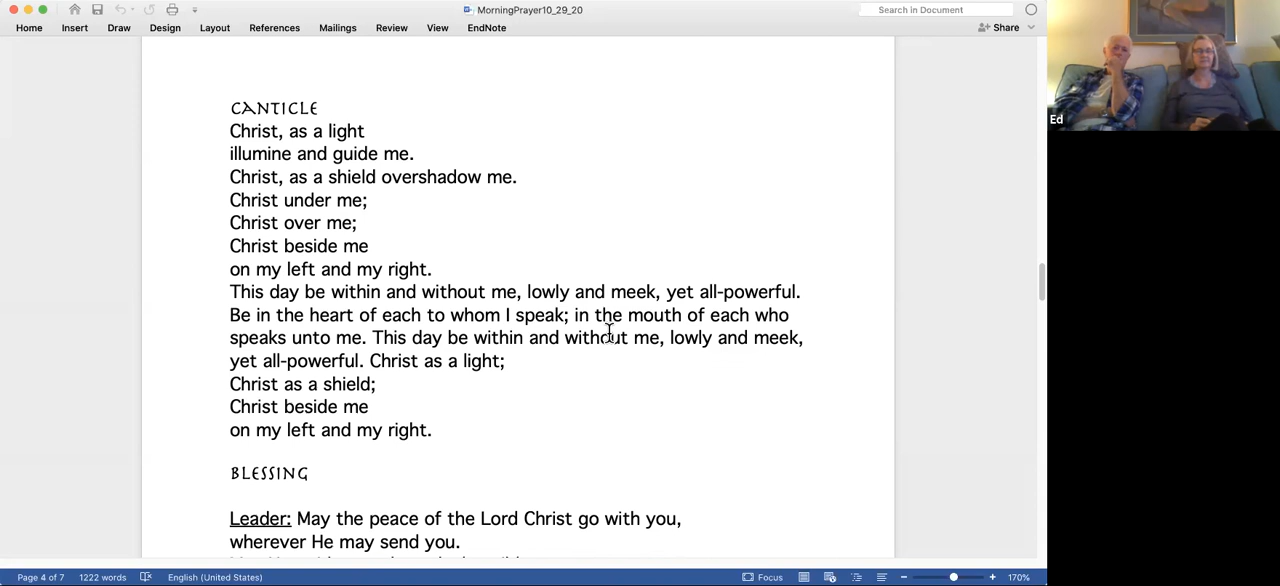 MorningPrayer10_29_20
Search in Document
Home Insert Draw Design Layout References Mailings Review View EndNote Share
CANTICLE
Christ, as a light
illumine and guide me.
Christ, as a shield overshadow me.
Christ under me;
Christ over me;
Christ beside me
on my left and my right.
This day be within and without me, lowly and meek, yet all-powerful.
Be in the heart of each to whom I speak; in the mouth of each who
speaks unto me. This day be within and without me, lowly and meek,
yet all-powerful. Christ as a light;
Christ as a shield;
Christ beside me
on my left and my right.
BLESSING
Leader: May the peace of the Lord Christ go with you,
wherever He may send you.
Page 4 of 7 1222 words English (United States) Focus 170%
Ed